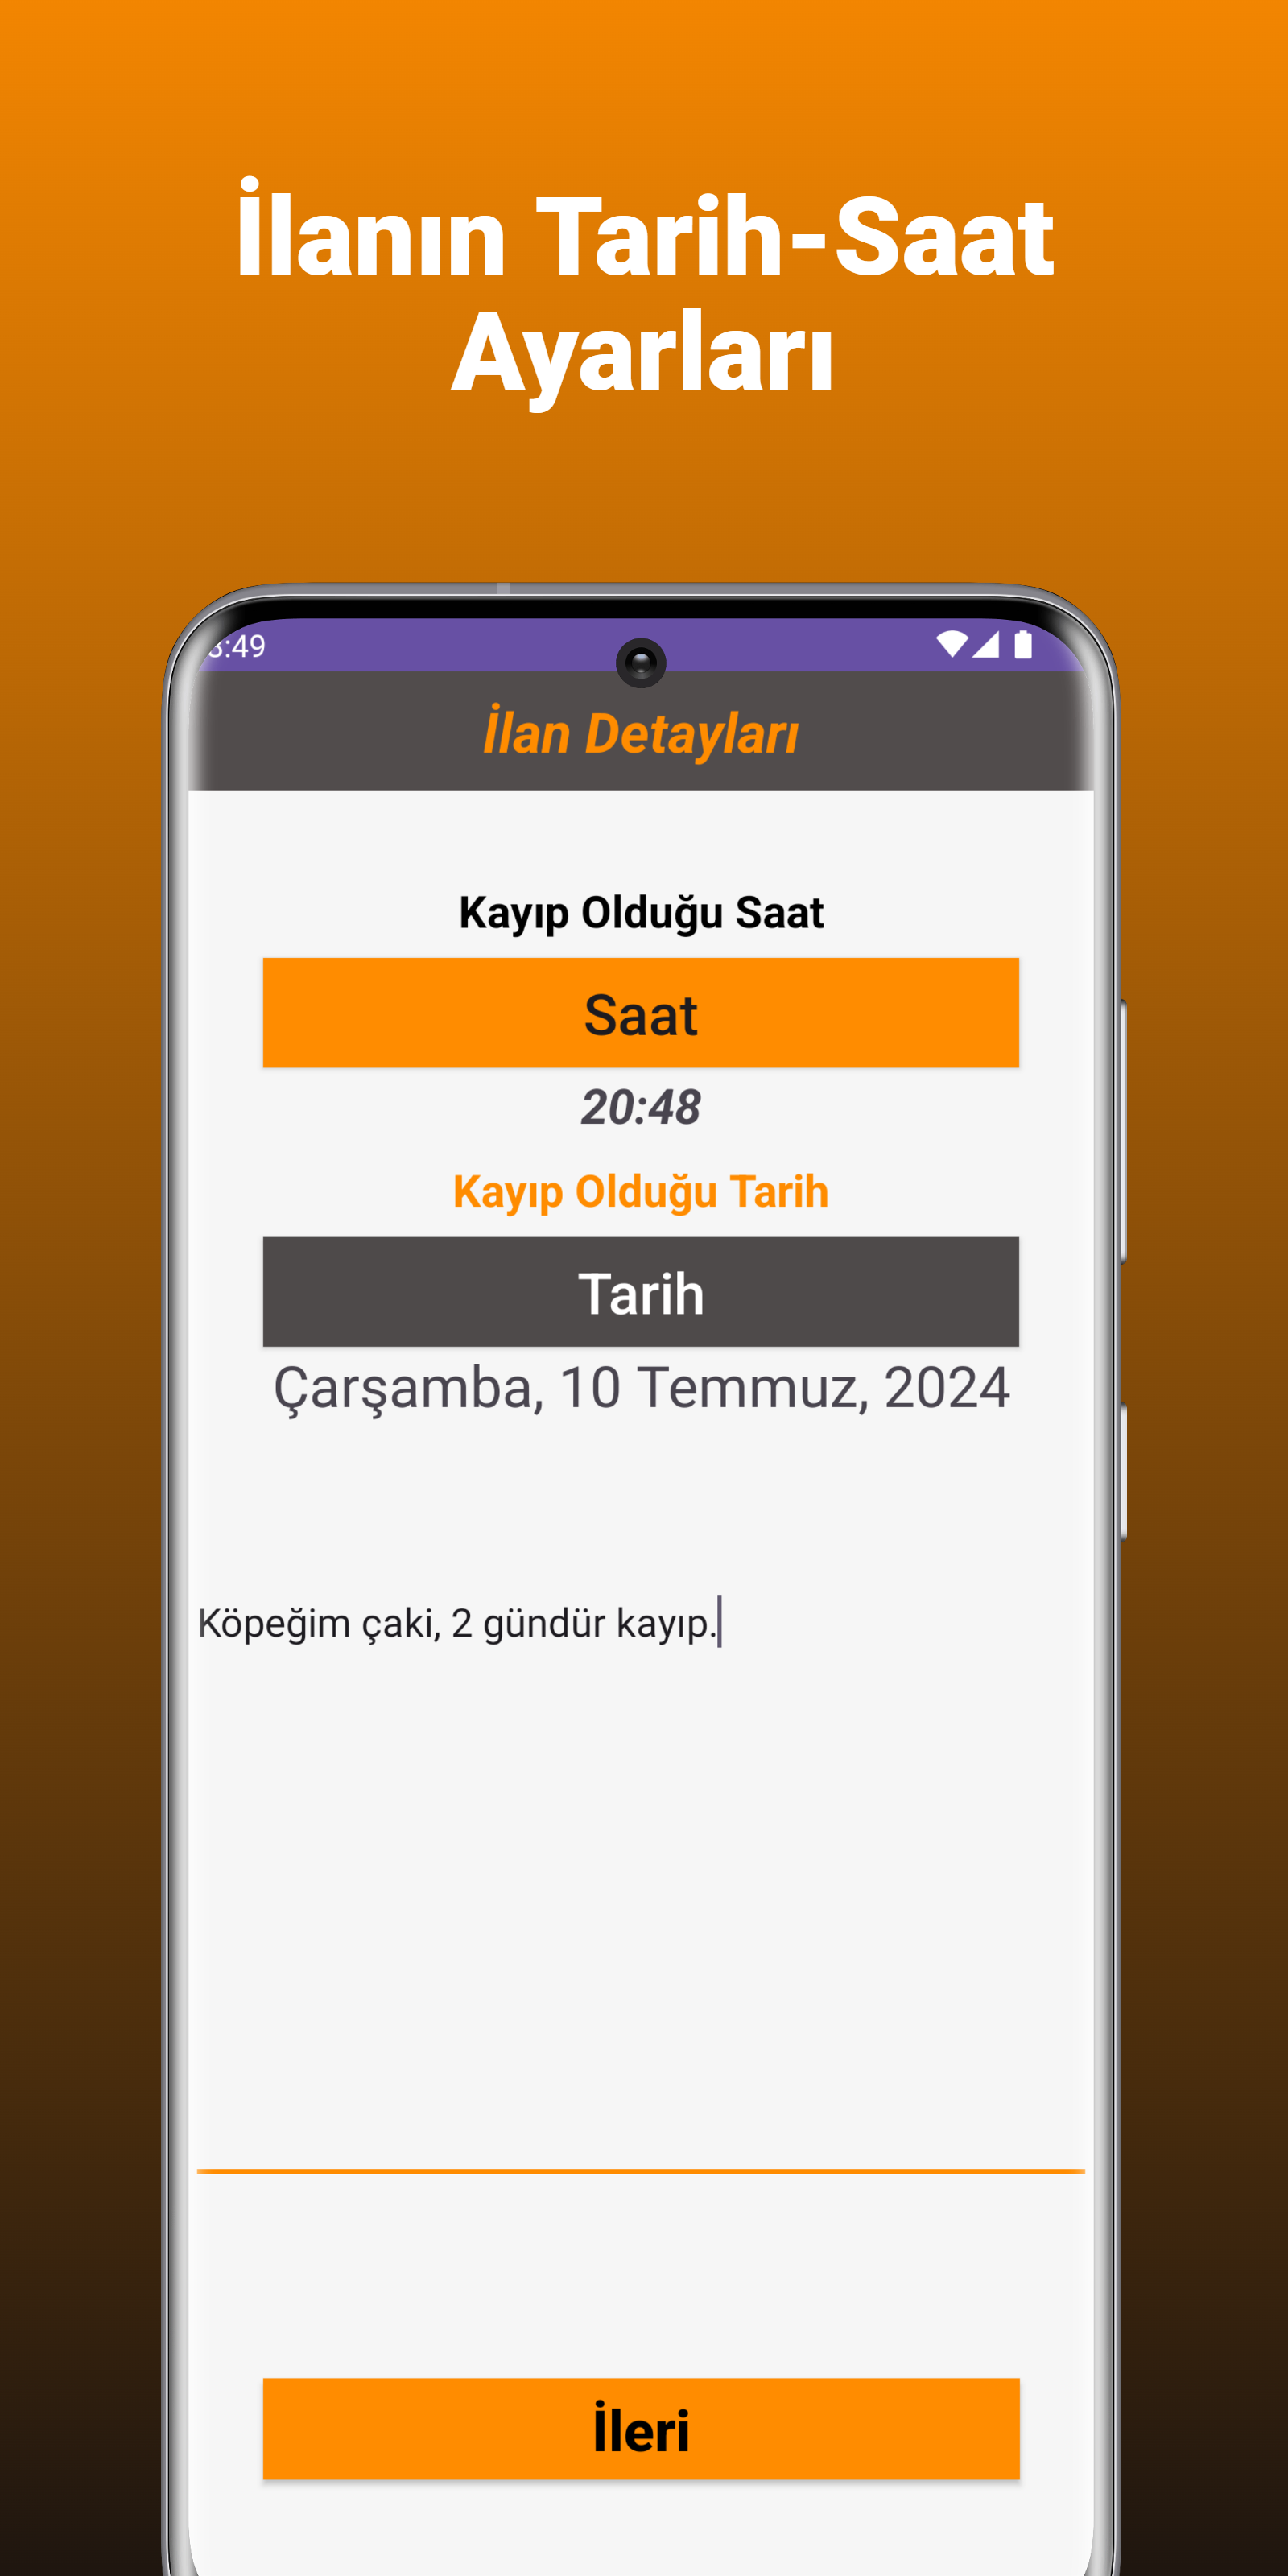 İlanın Tarih-Saat
Ayarları
:49
İlan Detayları
Kayıp Olduğu Saat
Saat
20:48
Kayıp Olduğu Tarih
Tarih
Çarşamba, 10 Temmuz, 2024
Köpeğim çaki, 2 gündür kayıp.
İleri